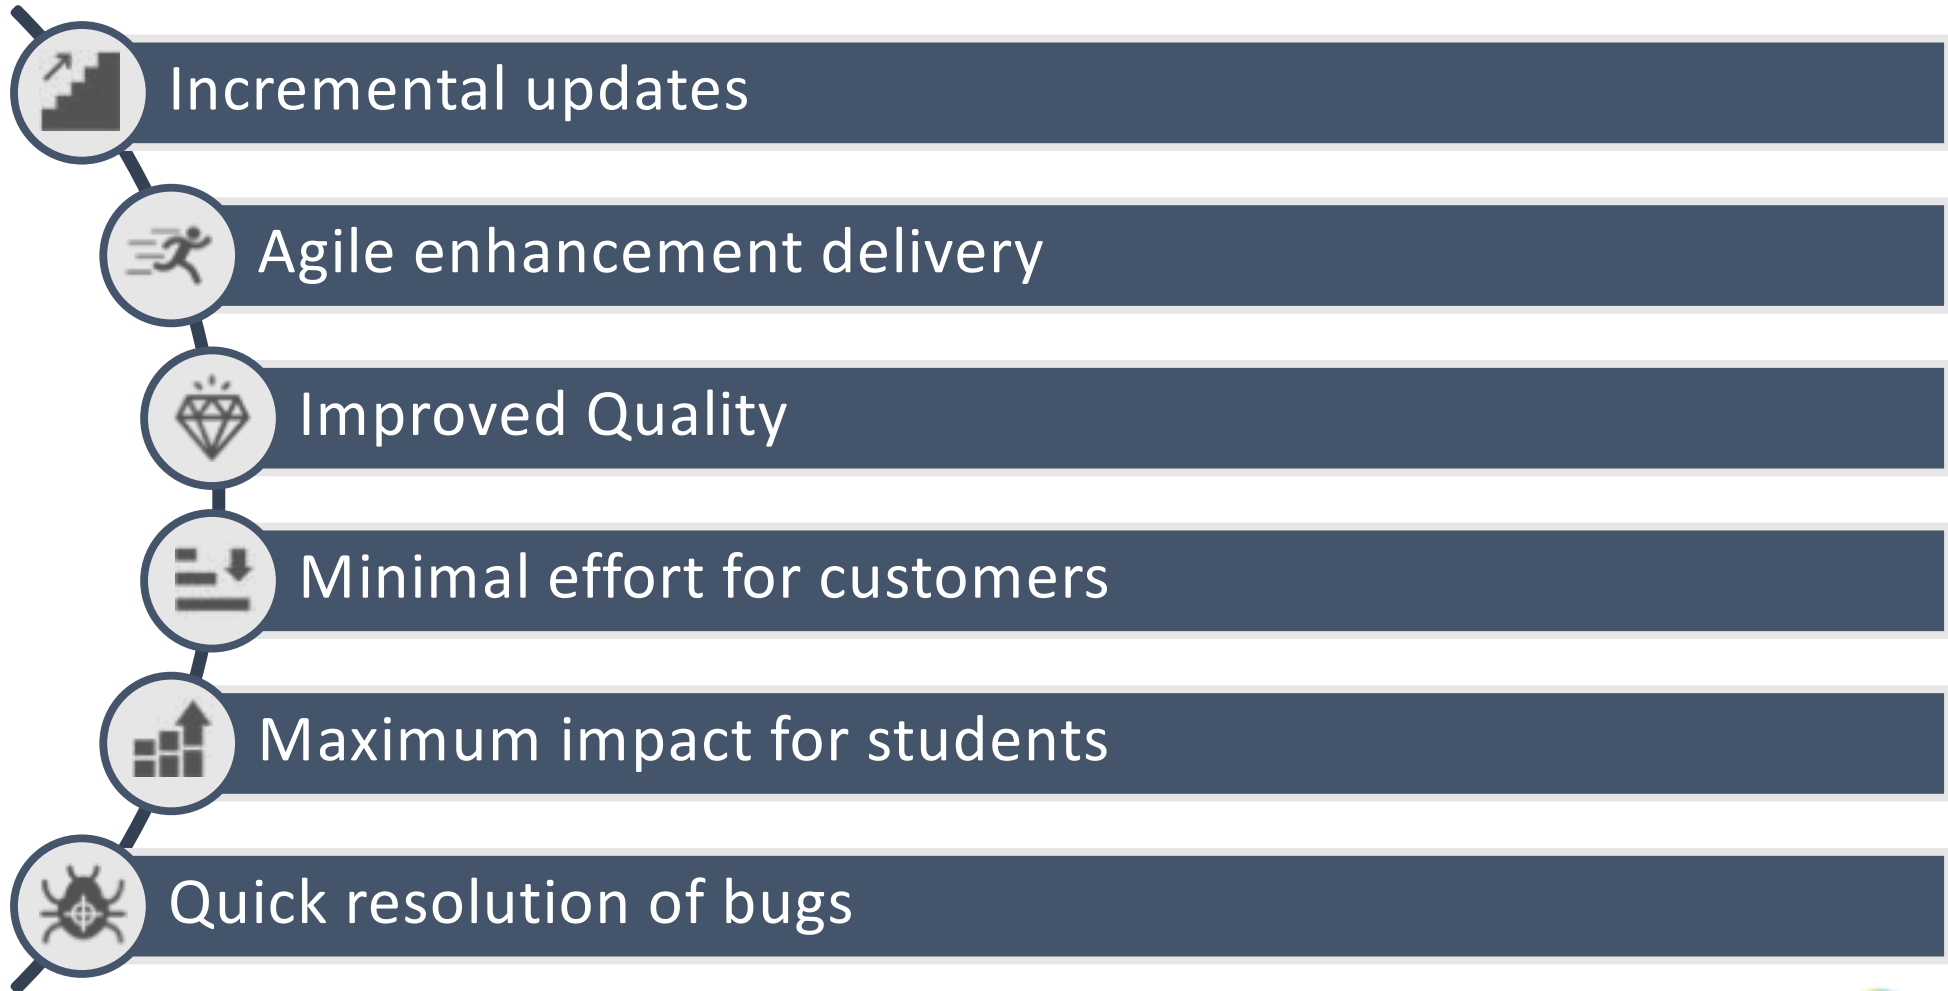 Incremental updates
Agile enhancement delivery
Improved Quality
Minimal effort for customers
Maximum impact for students
Quick resolution of bugs